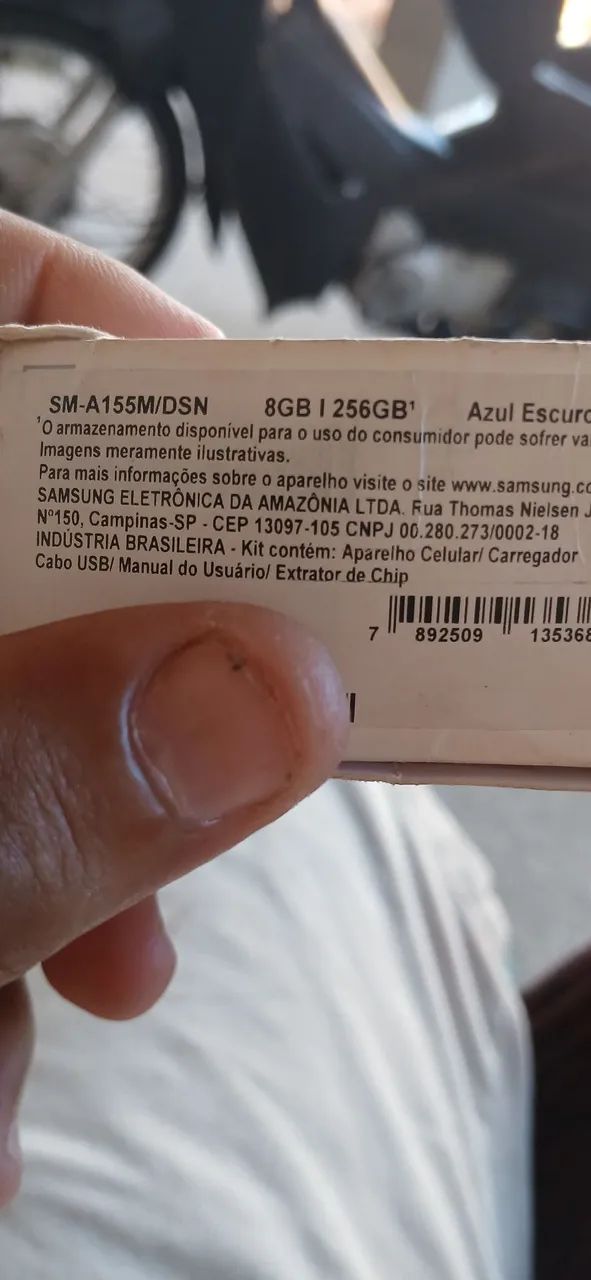 SM-A155M/DSN 8GB | 256GB¹ Azul Escuro
¹O armazenamento disponível para o uso do consumidor pode sofrer va
Imagens meramente ilustrativas.
Para mais informações sobre o aparelho visite o site www.samsung.co
SAMSUNG ELETRÔNICA DA AMAZÔNIA LTDA. Rua Thomas Nielsen J
Nº150, Campinas-SP - CEP 13097-105 CNPJ 00.280.273/0002-18
INDÚSTRIA BRASILEIRA - Kit contém: Aparelho Celular/ Carregador
Cabo USB/ Manual do Usuário/ Extrator de Chip
7 892509 135368